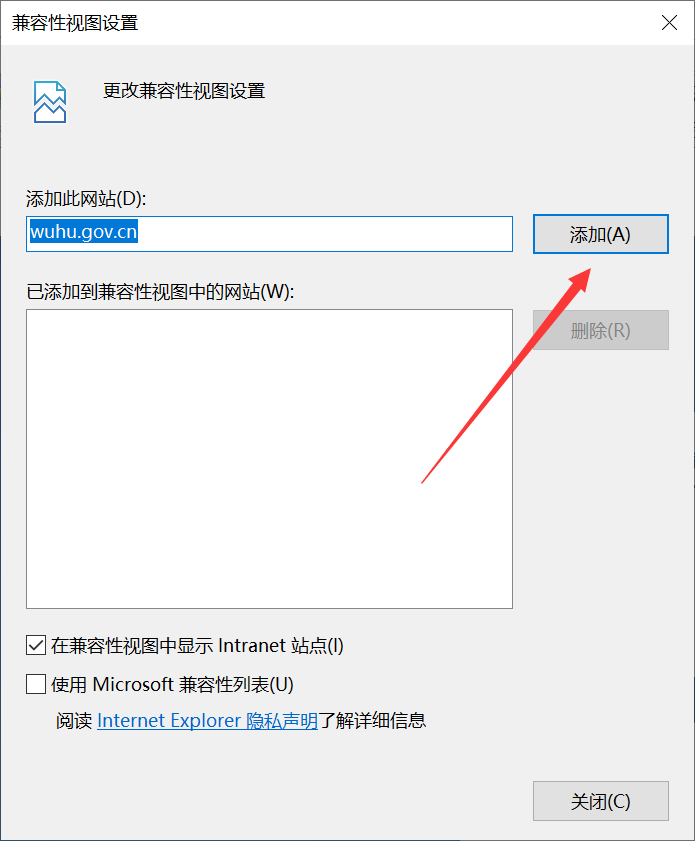 兼容性视图设置
更改兼容性视图设置
添加此网站(D):
wuhu.gov.cn
添加(A)
已添加到兼容性视图中的网站(W):
删除(R)
在兼容性视图中显示 Intranet 站点(I)
使用 Microsoft 兼容性列表(U)
阅读 Internet Explorer 隐私声明了解详细信息
关闭(C)